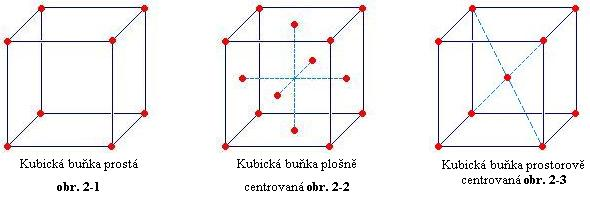 Kubická buňka prostá
obr. 2-1
Kubická buňka plošně
centrovaná obr. 2-2
Kubická buňka prostorově
centrovaná obr. 2-3